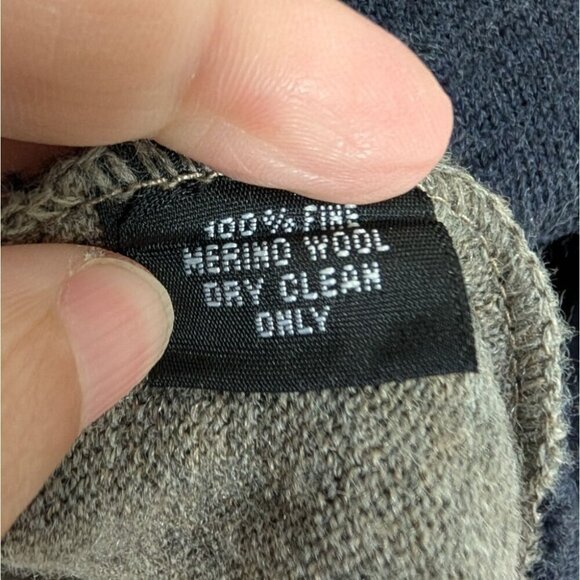 100% FINE
MERINO WOOL
DRY CLEAN
ONLY